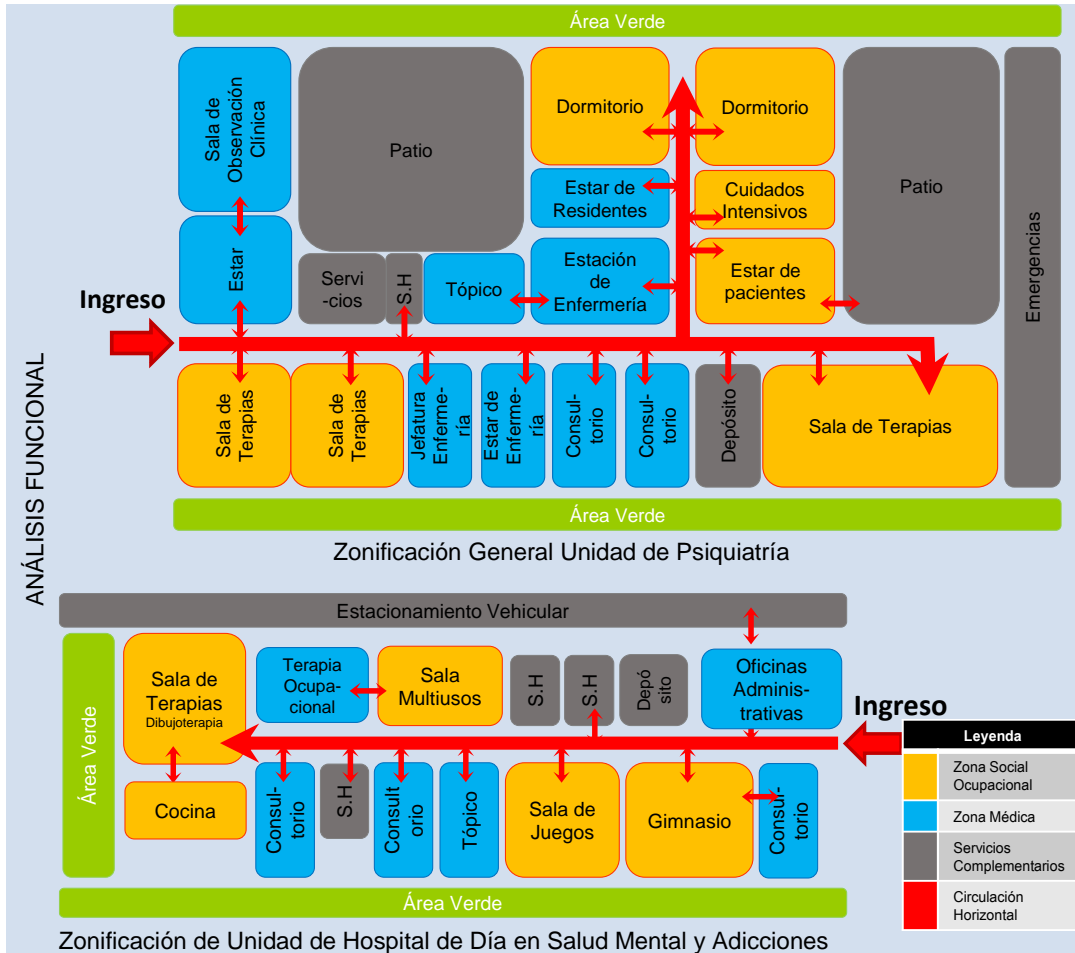 ANÁLISIS FUNCIONAL
Área Verde
Sala de
Observación
Clínica
Patio
Dormitorio
Dormitorio
Patio
Emergencias
Estar de
Residentes
Cuidados
Intensivos
Estar
Servi
-cios
S.H
Tópico
Estación
de
Enfermería
Estar de
pacientes
Ingreso
Sala de
Terapias
Sala de
Terapias
Jefatura
Enferme-
ría
Estar de
Enferme-
ría
Consul-
torio
Consul-
torio
Depósito
Sala de Terapias
Área Verde
Zonificación General Unidad de Psiquiatría
Estacionamiento Vehicular
Área Verde
Sala de
Terapias
Dibujoterapia
Terapia
Ocupa-
cional
Sala
Multiusos
S.H
S.H
Depó
sito
Oficinas
Adminis-
trativas
Ingreso
Cocina
Consul-
torio
S.H
Consult
orio
Tópico
Sala de
Juegos
Gimnasio
Consul-
torio
Área Verde
Zonificación de Unidad de Hospital de Día en Salud Mental y Adicciones
Leyenda
Zona Social
Ocupacional
Zona Médica
Servicios
Complementarios
Circulación
Horizontal